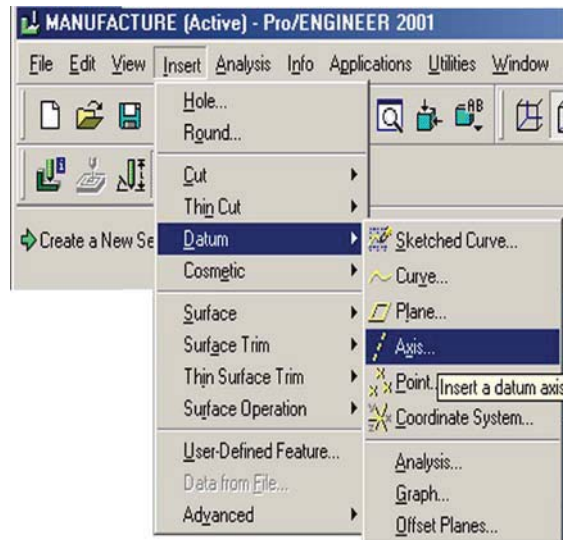 MANUFACTURE (Active) - Pro/ENGINEER 2001
File Edit View Insert Analysis Info Applications Utilities Window
Hole...
Round...
Cut
Thin Cut
Create a New Se
Datum
Cosmetic
Surface
Surface Trim
Thin Surface Trim
Surface Operation
User-Defined Feature...
Data from File...
Advanced
Sketched Curve...
Curve...
Plane...
Axis...
Point.. Insert a datum axis
Coordinate System...
Analysis...
Graph...
Offset Planes...